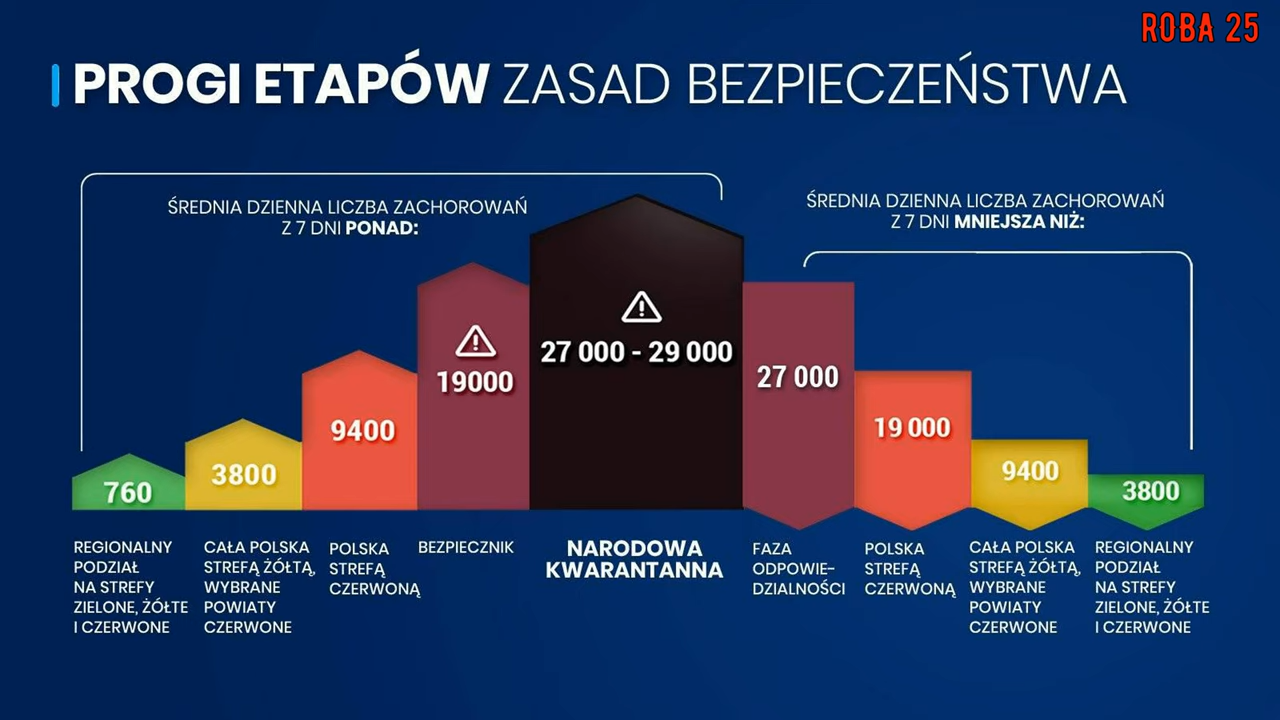 ROBA 25
PROGI ETAPÓW ZASAD BEZPIECZEŃSTWA
ŚREDNIA DZIENNA LICZBA ZACHOROWAŃ
Z 7 DNI PONAD:
ŚREDNIA DZIENNA LICZBA ZACHOROWAŃ
Z 7 DNI MNIEJSZA NIŻ:
760
3800
9400
19000
27 000 - 29 000
27 000
19 000
9400
3800
REGIONALNY
PODZIAŁ
NA STREFY
ZIELONE, ŻÓŁTE
I CZERWONE
CAŁA POLSKA
STREFĄ ŻÓŁTĄ,
WYBRANE
POWIATY
CZERWONE
POLSKA
STREFĄ
CZERWONĄ
BEZPIECZNIK
NARODOWA
KWARANTANNA
FAZA
ODPOWIE-
DZIALNOŚCI
POLSKA
STREFĄ
CZERWONĄ
CAŁA POLSKA
STREFĄ ŻÓŁTĄ,
WYBRANE
POWIATY
CZERWONE
REGIONALNY
PODZIAŁ
NA STREFY
ZIELONE, ŻÓŁTE
I CZERWONE